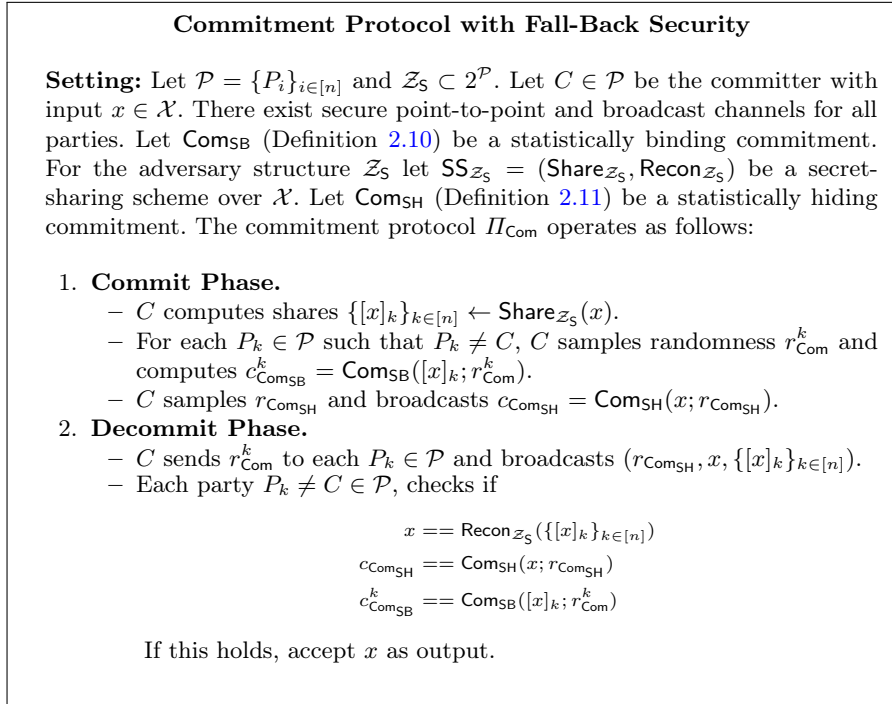 Commitment Protocol with Fall-Back Security
Setting: Let 𝒫 = {P_i}_{i∈[n]} and 𝒵_S ⊂ 2^𝒫. Let C ∈ 𝒫 be the committer with
input x ∈ 𝒳. There exist secure point-to-point and broadcast channels for all
parties. Let Com_SB (Definition 2.10) be a statistically binding commitment.
For the adversary structure 𝒵_S let SS_{𝒵_S} = (Share_{𝒵_S}, Recon_{𝒵_S}) be a secret-
sharing scheme over 𝒳. Let Com_SH (Definition 2.11) be a statistically hiding
commitment. The commitment protocol Π_Com operates as follows:
1. Commit Phase.
– C computes shares {[x]_k}_{k∈[n]} ← Share_{𝒵_S}(x).
– For each P_k ∈ 𝒫 such that P_k ≠ C, C samples randomness r^k_Com and
computes c^k_{Com_SB} = Com_SB([x]_k; r^k_Com).
– C samples r_{Com_SH} and broadcasts c_{Com_SH} = Com_SH(x; r_{Com_SH}).
2. Decommit Phase.
– C sends r^k_Com to each P_k ∈ 𝒫 and broadcasts (r_{Com_SH}, x, {[x]_k}_{k∈[n]}).
– Each party P_k ≠ C ∈ 𝒫, checks if
x == Recon_{𝒵_S}({[x]_k}_{k∈[n]})
c_{Com_SH} == Com_SH(x; r_{Com_SH})
c^k_{Com_SB} == Com_SB([x]_k; r^k_Com)
If this holds, accept x as output.